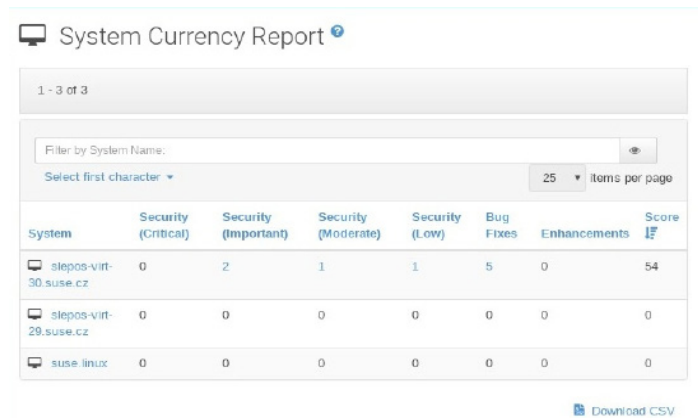 System Currency Report ?
1 - 3 of 3
Filter by System Name:
Select first character
25 items per page
System Security (Critical) Security (Important) Security (Moderate) Security (Low) Bug Fixes Enhancements Score
slepos-virt-30.suse.cz 0 2 1 1 5 0 54
slepos-virt-29.suse.cz 0 0 0 0 0 0 0
suse.linux 0 0 0 0 0 0 0
Download CSV